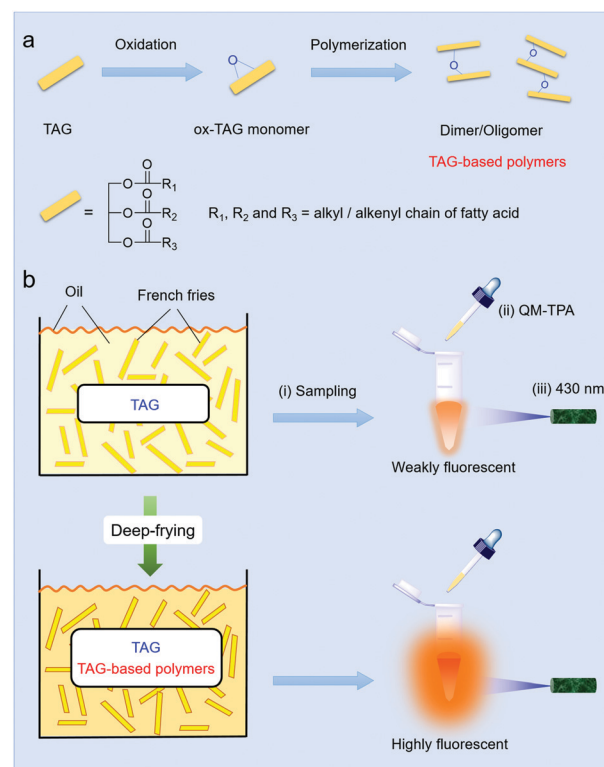 a
Oxidation
Polymerization
O
O
O
O
TAG
ox-TAG monomer
Dimer/Oligomer
TAG-based polymers
=
O
O
R1
O
O
R2
O
O
R3
R1, R2 and R3 = alkyl / alkenyl chain of fatty acid
b
Oil
French fries
(ii) QM-TPA
TAG
(i) Sampling
(iii) 430 nm
Weakly fluorescent
Deep-frying
TAG
TAG-based polymers
Highly fluorescent